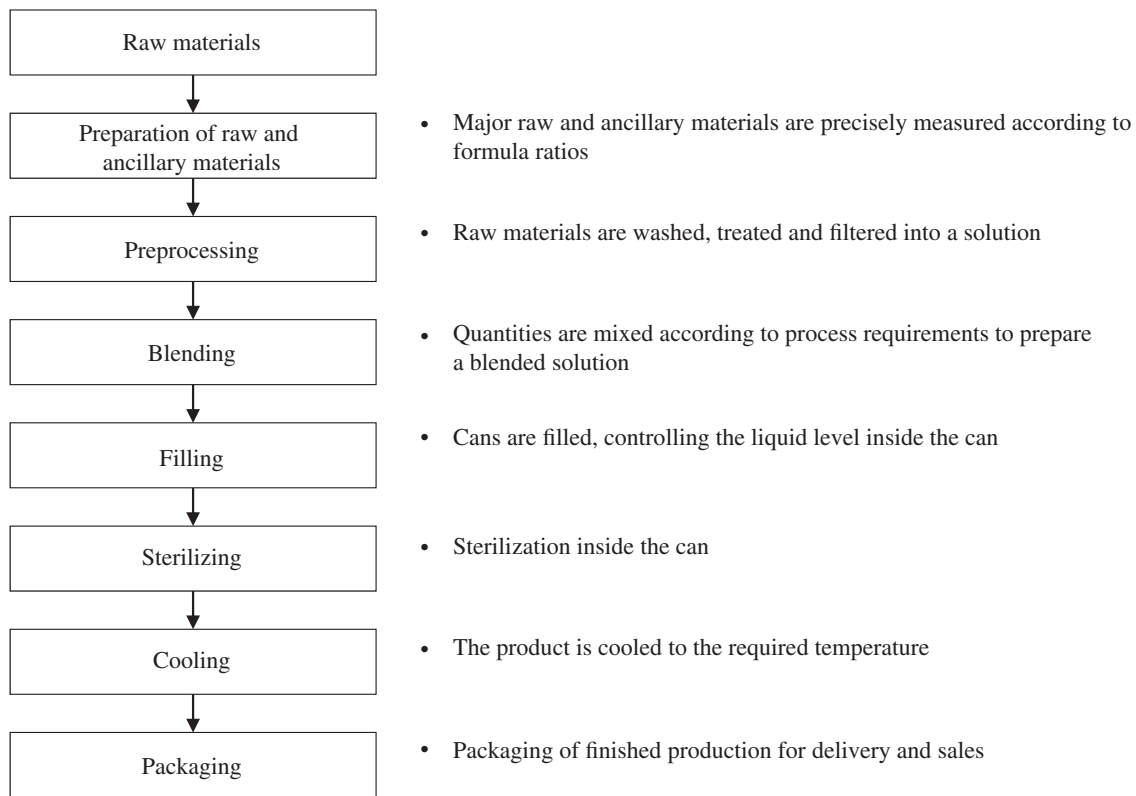 Raw materials
Preparation of raw and
ancillary materials
• Major raw and ancillary materials are precisely measured according to
formula ratios
Preprocessing
• Raw materials are washed, treated and filtered into a solution
Blending
• Quantities are mixed according to process requirements to prepare
a blended solution
Filling
• Cans are filled, controlling the liquid level inside the can
Sterilizing
• Sterilization inside the can
Cooling
• The product is cooled to the required temperature
Packaging
• Packaging of finished production for delivery and sales